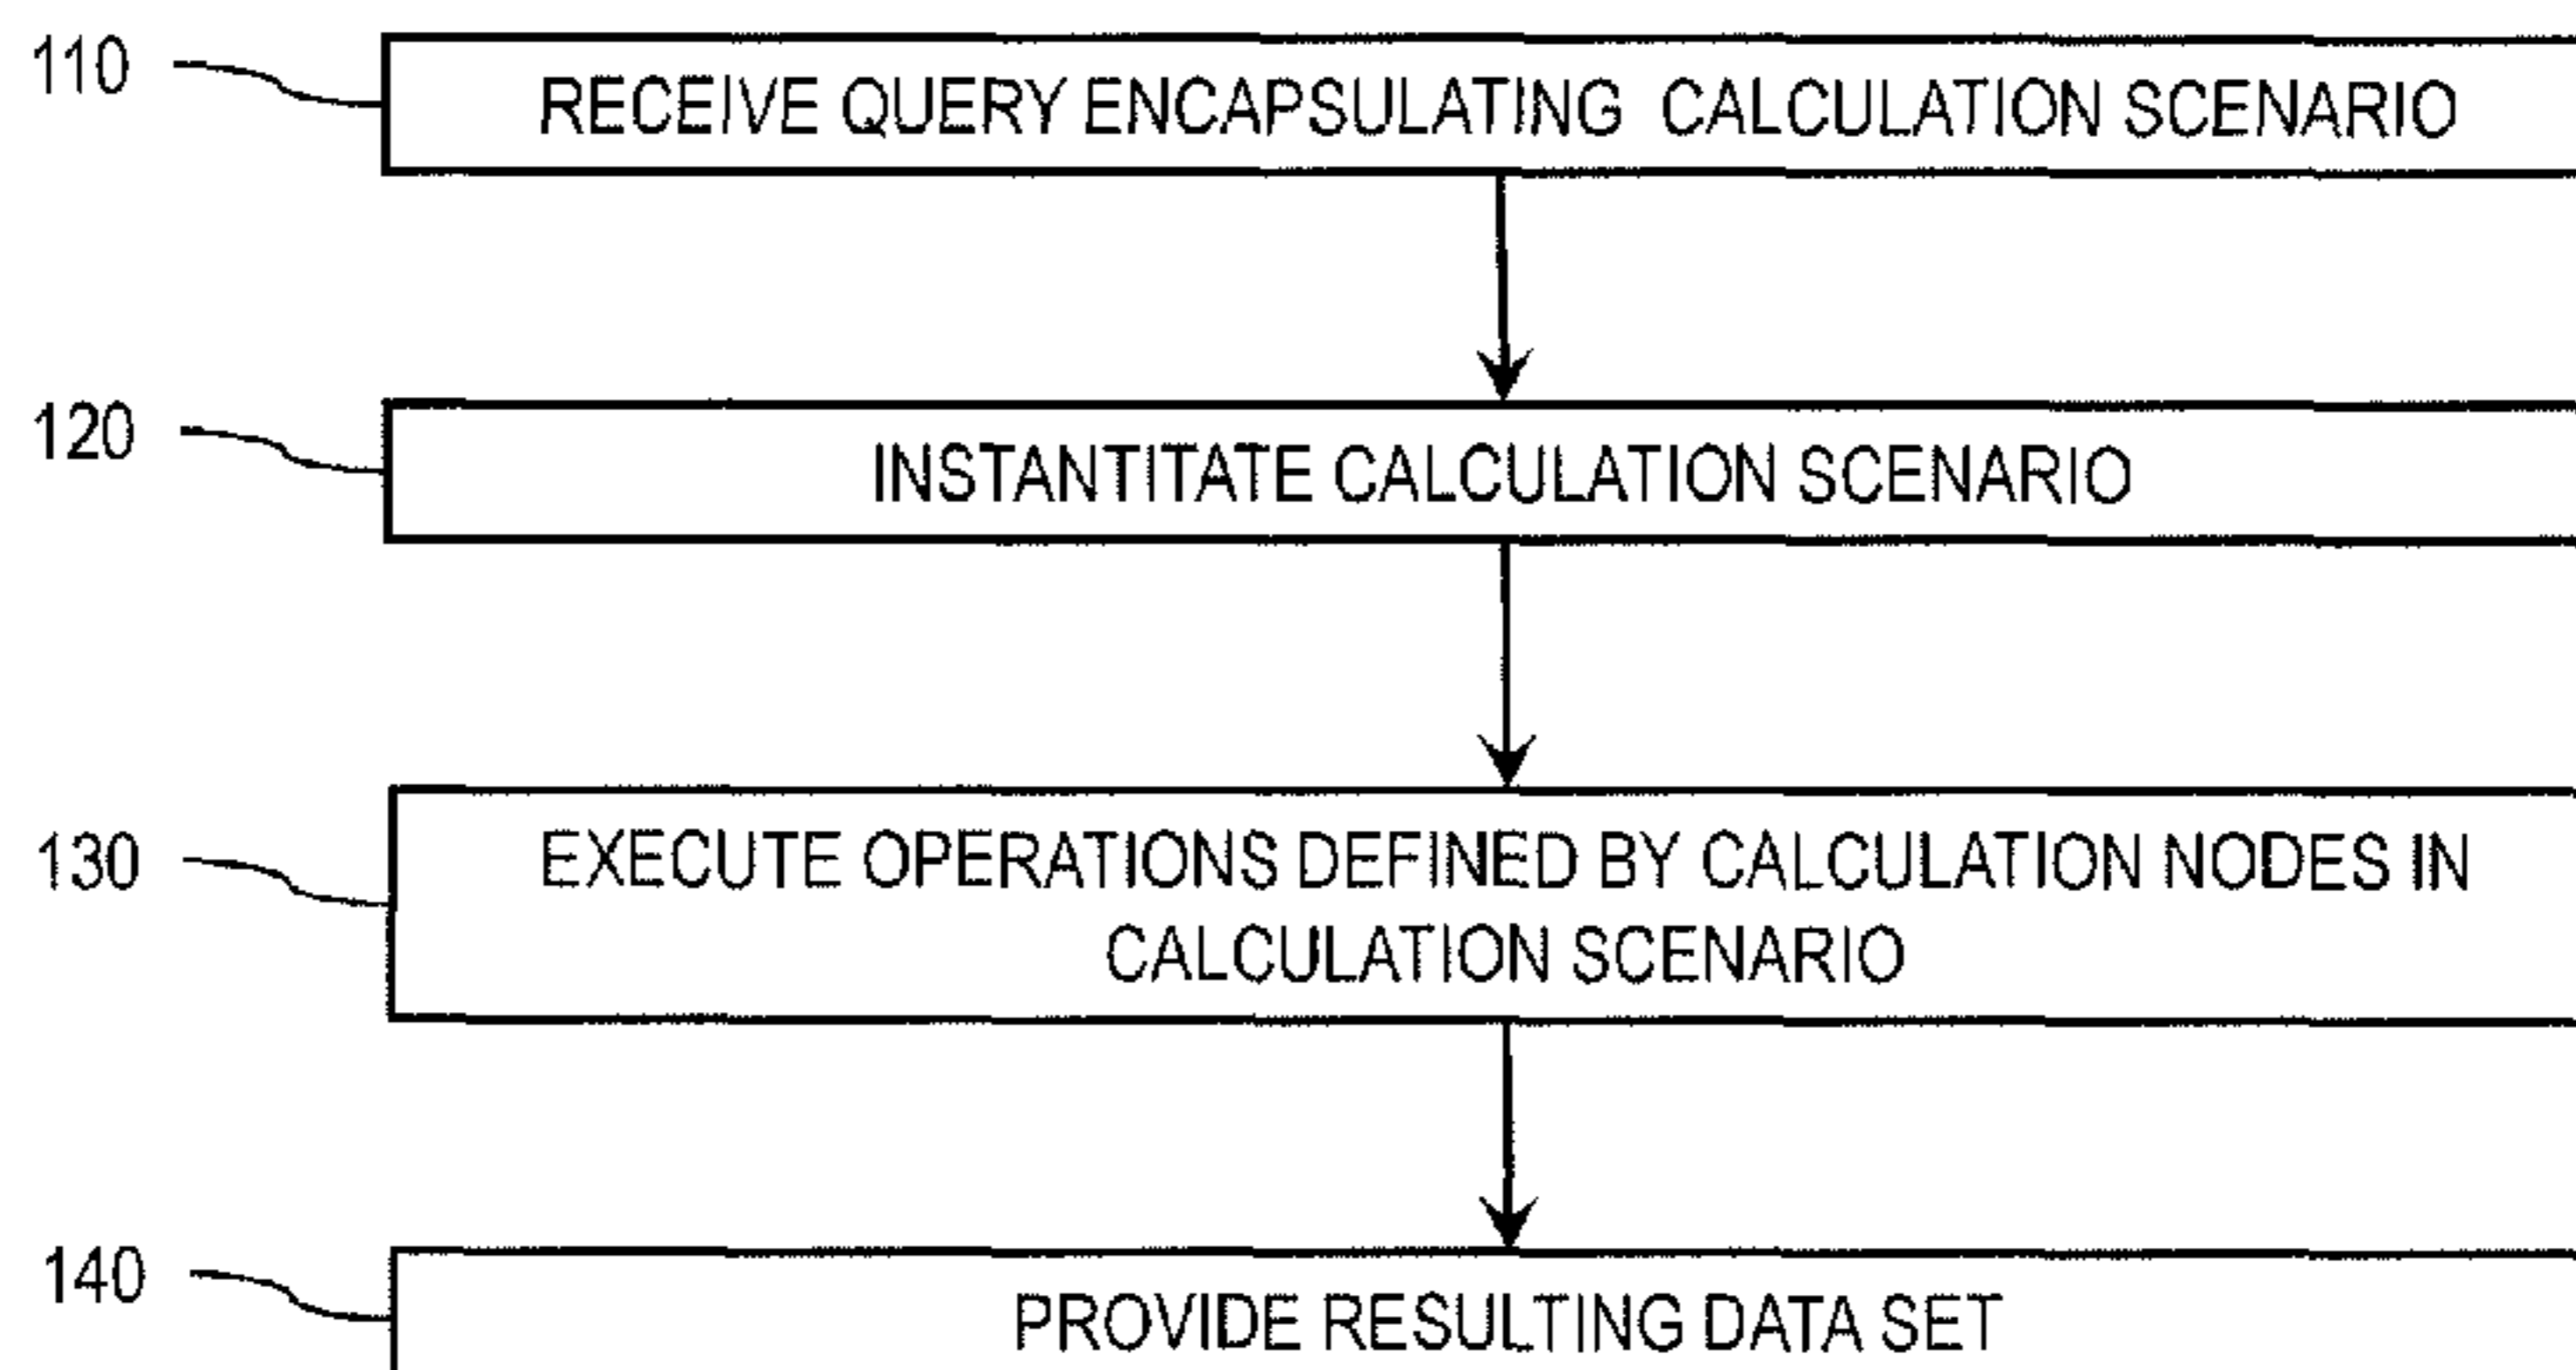 110
RECEIVE QUERY ENCAPSULATING CALCULATION SCENARIO
120
INSTANTITATE CALCULATION SCENARIO
130
EXECUTE OPERATIONS DEFINED BY CALCULATION NODES IN
CALCULATION SCENARIO
140
PROVIDE RESULTING DATA SET